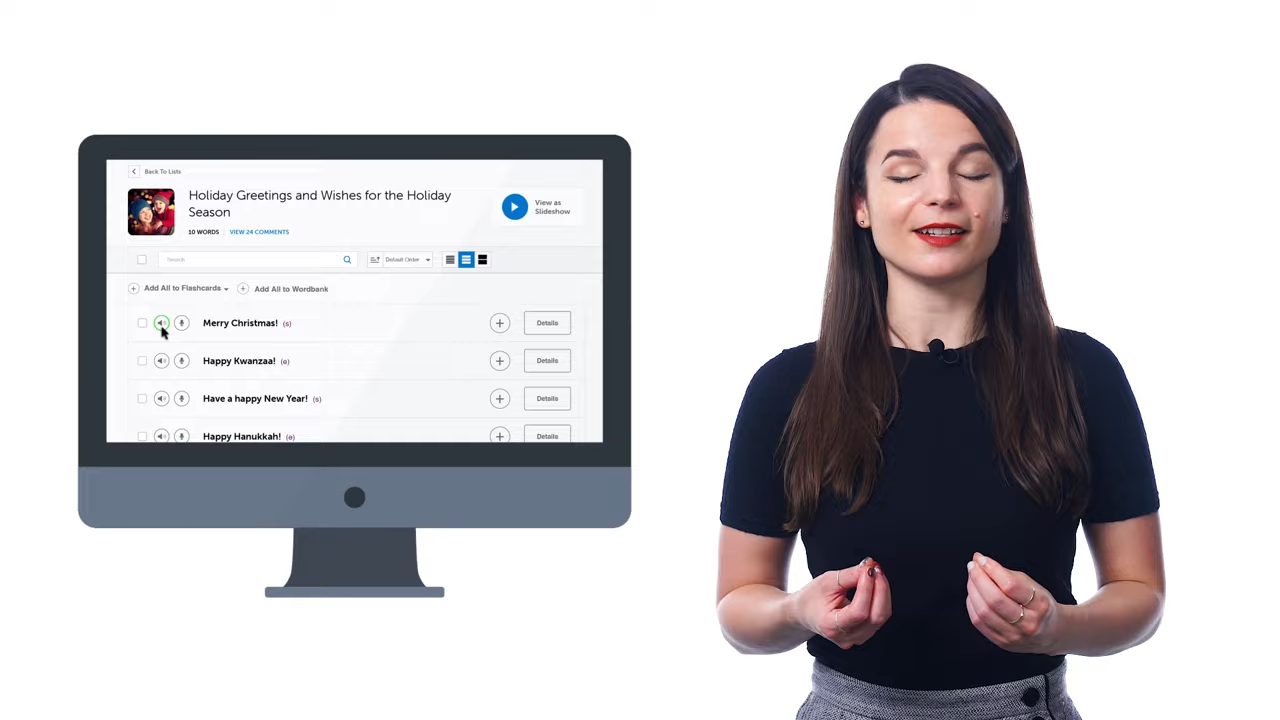 Back To Lists
Holiday Greetings and Wishes for the Holiday
Season
View as
Slideshow
10 WORDS | VIEW 24 COMMENTS
Search
Default Order
Add All to Flashcards
Add All to Wordbank
Merry Christmas! (s)
Details
Happy Kwanzaa! (e)
Details
Have a happy New Year! (s)
Details
Happy Hanukkah! (e)
Details